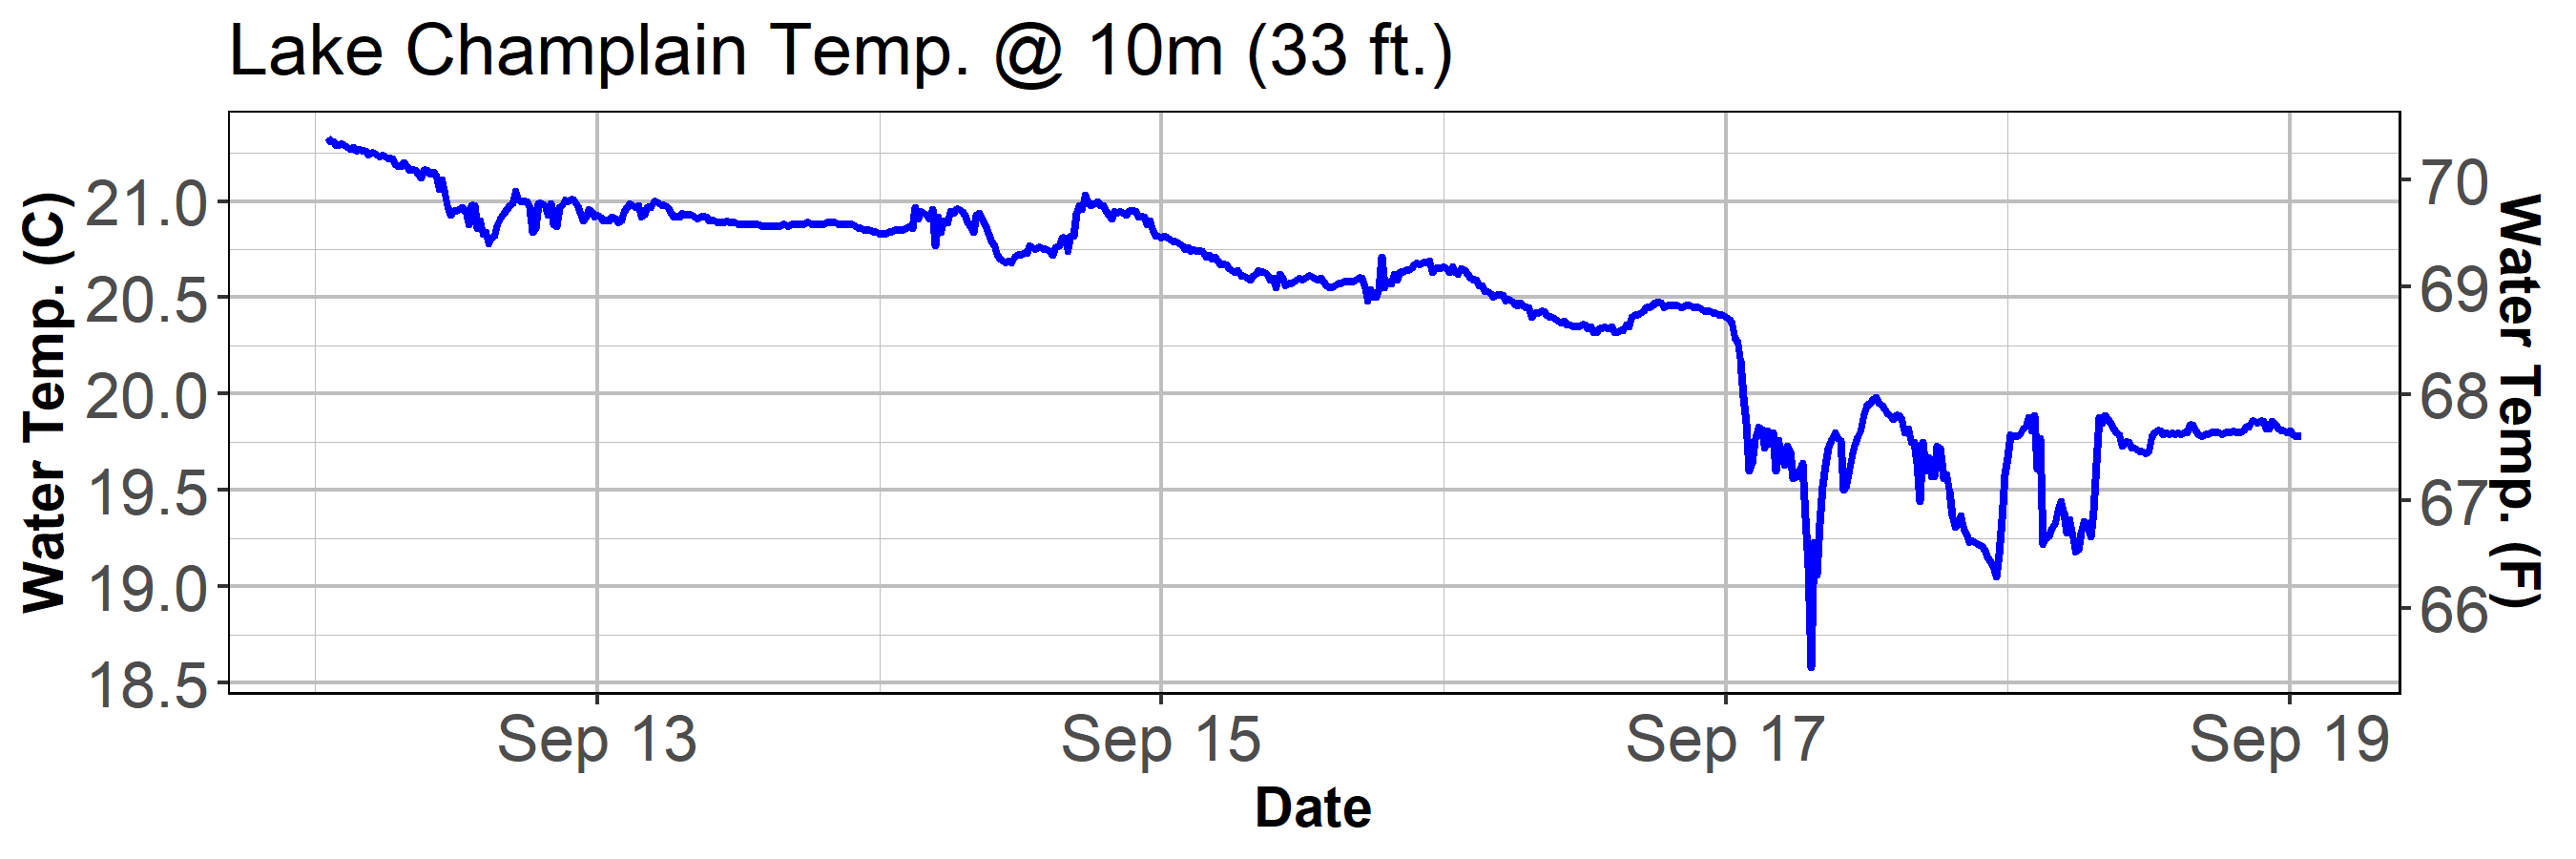 Lake Champlain Temp. @ 10m (33 ft.)
Water Temp. (C)
21.0
20.5
20.0
19.5
19.0
18.5
70
69
68
67
66
Water Temp. (F)
Sep 13
Sep 15
Sep 17
Sep 19
Date